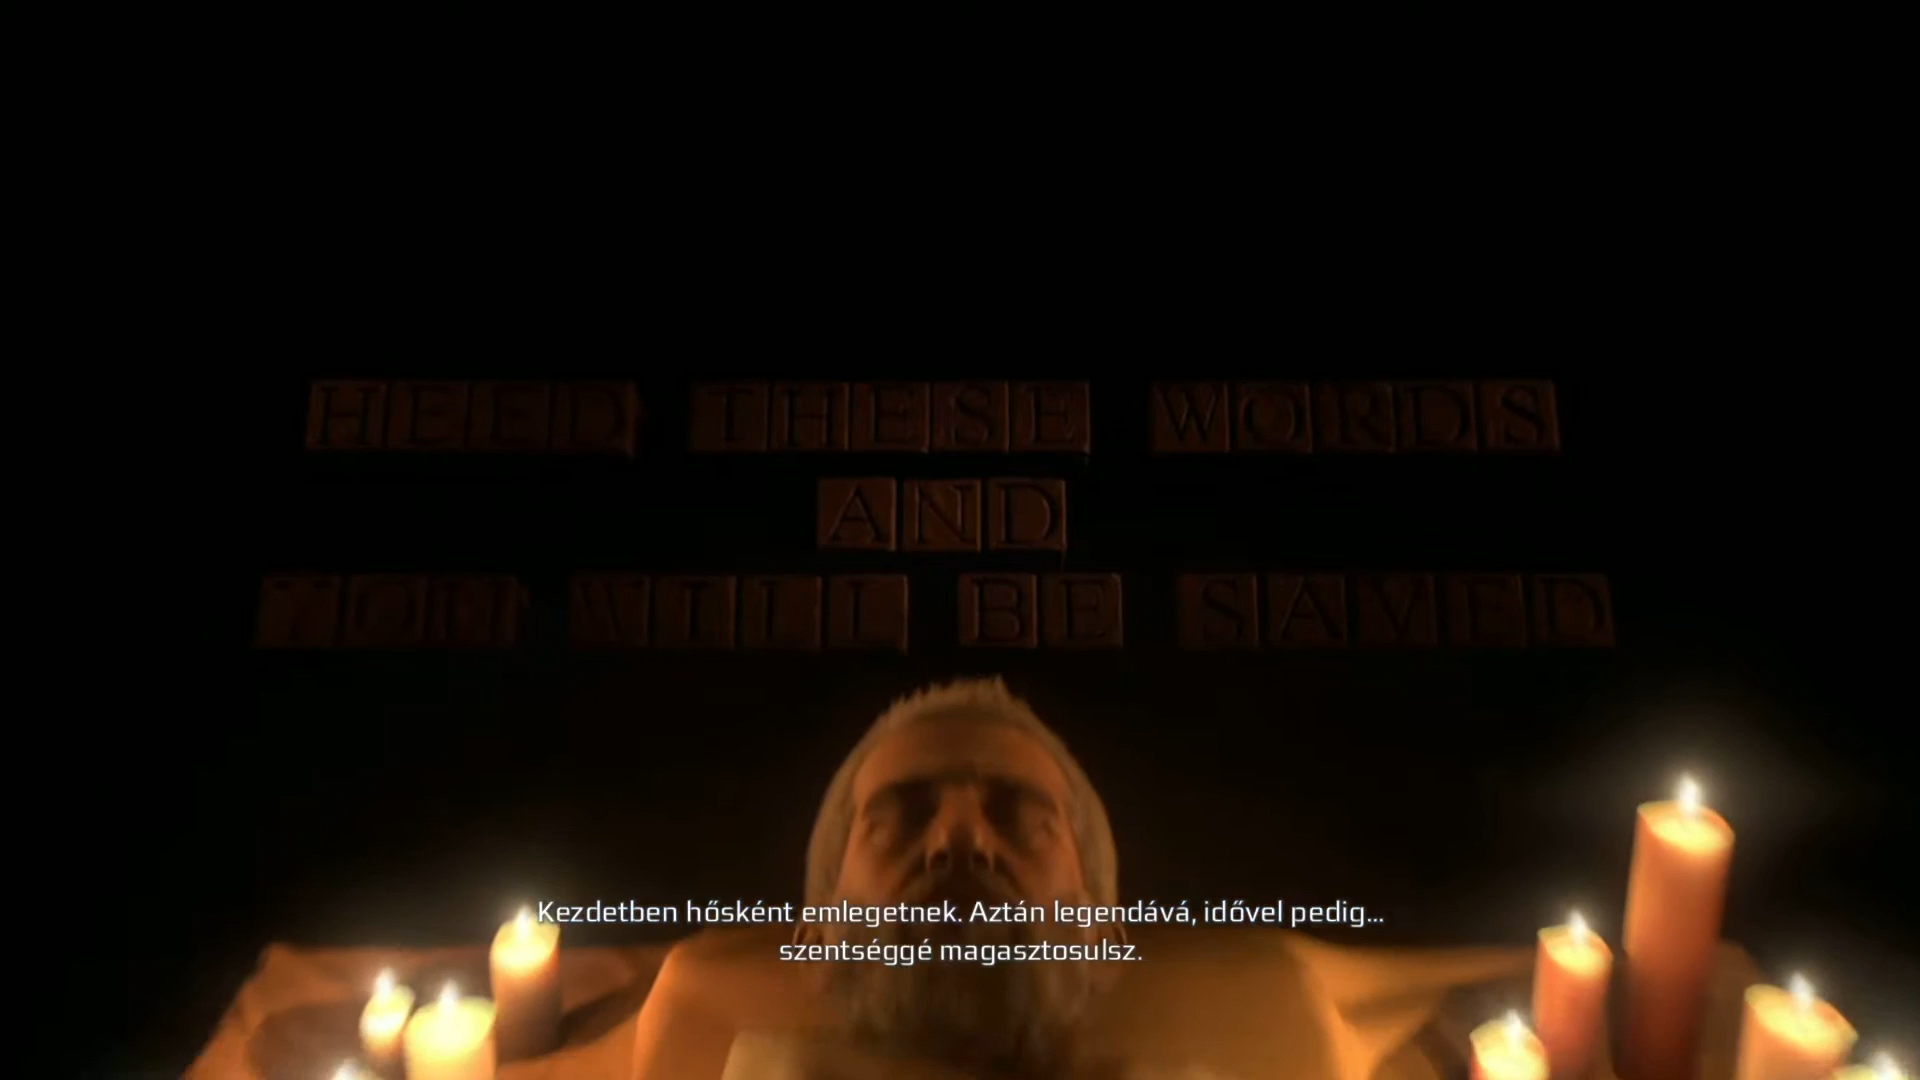 HEED THESE WORDS
AND
YOU WILL BE SAVED
Kezdetben hősként emlegetnek. Aztán legendává, idővel pedig...
szentséggé magasztosulsz.